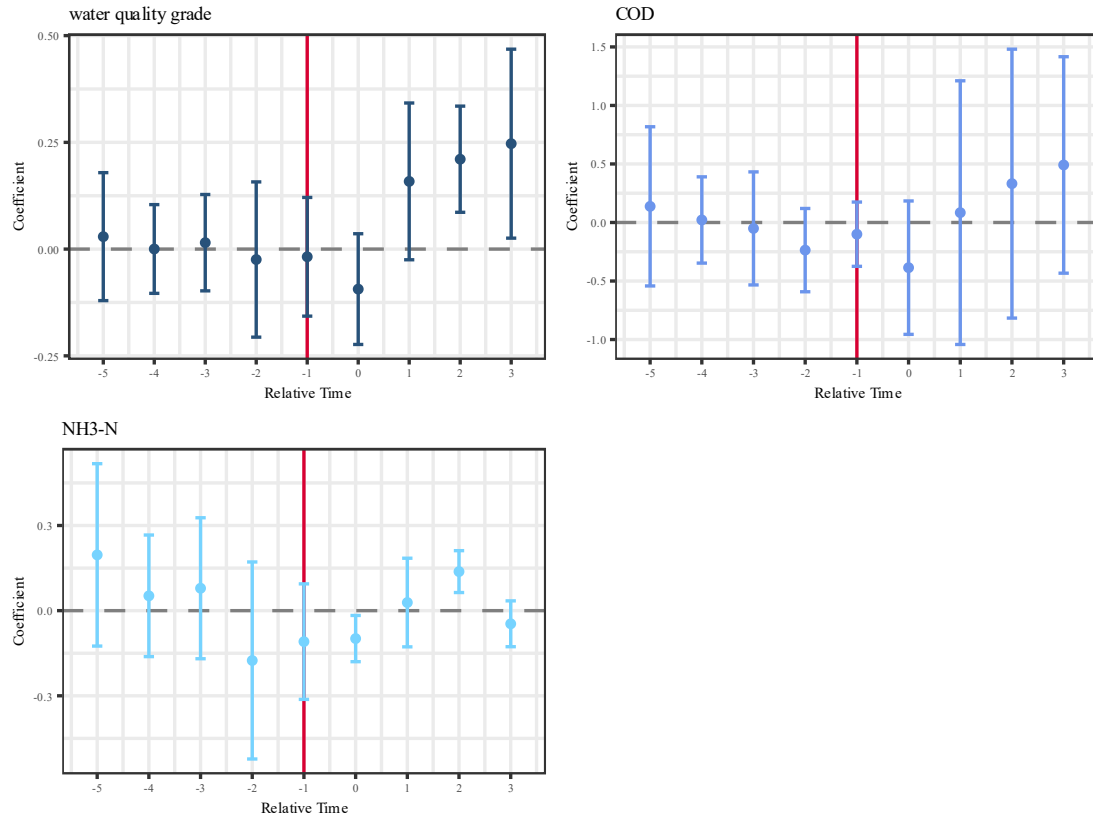 water quality grade
0.50
0.25
0.00
-0.25
Coefficient
-5 -4 -3 -2 -1 0 1 2 3
Relative Time
COD
1.5
1.0
0.5
0.0
-0.5
-1.0
Coefficient
-5 -4 -3 -2 -1 0 1 2 3
Relative Time
NH3-N
0.3
0.0
-0.3
Coefficient
-5 -4 -3 -2 -1 0 1 2 3
Relative Time